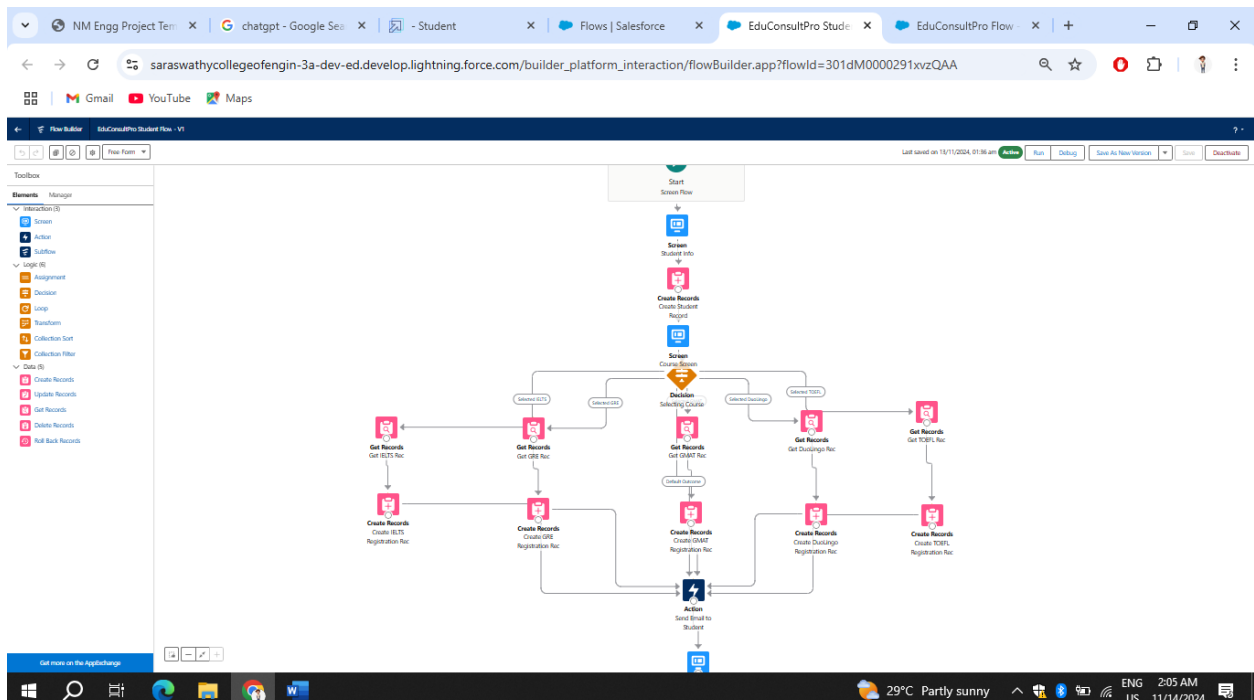 NM Engg Project Tem
chatgpt - Google Sea
- Student
Flows | Salesforce
EduConsultPro Stude
EduConsultPro Flow -
saraswathycollegeofengin-3a-dev-ed.develop.lightning.force.com/builder_platform_interaction/flowBuilder.app?flowId=301dM0000291xvzQAA
Gmail YouTube Maps
Flow Builder EduConsultPro Student Flow - V1 ?
Free-Form Last saved on 13/11/2024, 01:36 am Active Run Debug Save As New Version Save Deactivate
Toolbox
Elements Manager
Interaction (3)
Screen
Action
Subflow
Logic (6)
Assignment
Decision
Loop
Transform
Collection Sort
Collection Filter
Data (5)
Create Records
Update Records
Get Records
Delete Records
Roll Back Records
Get more on the AppExchange
Start
Screen Flow
Screen
Student Info
Create Records
Create Student
Record
Screen
Course Screen
Decision
Selecting Course
Selected IELTS
Selected GRE
Selected DuoLingo
Selected TOEFL
Get Records
Get IELTS Rec
Get Records
Get GRE Rec
Get Records
Get GMAT Rec
Get Records
Get DuoLingo Rec
Get Records
Get TOEFL Rec
Default Outcome
Create Records
Create IELTS
Registration Rec
Create Records
Create GRE
Registration Rec
Create Records
Create GMAT
Registration Rec
Create Records
Create DuoLingo
Registration Rec
Create Records
Create TOEFL
Registration Rec
Action
Send Email to
Student
29°C Partly sunny
ENG
US
2:05 AM
11/14/2024